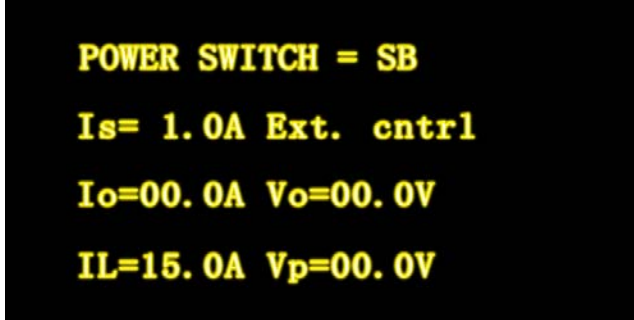 POWER SWITCH = SB
Is= 1.0A Ext. cntrl
Io=00.0A Vo=00.0V
IL=15.0A Vp=00.0V